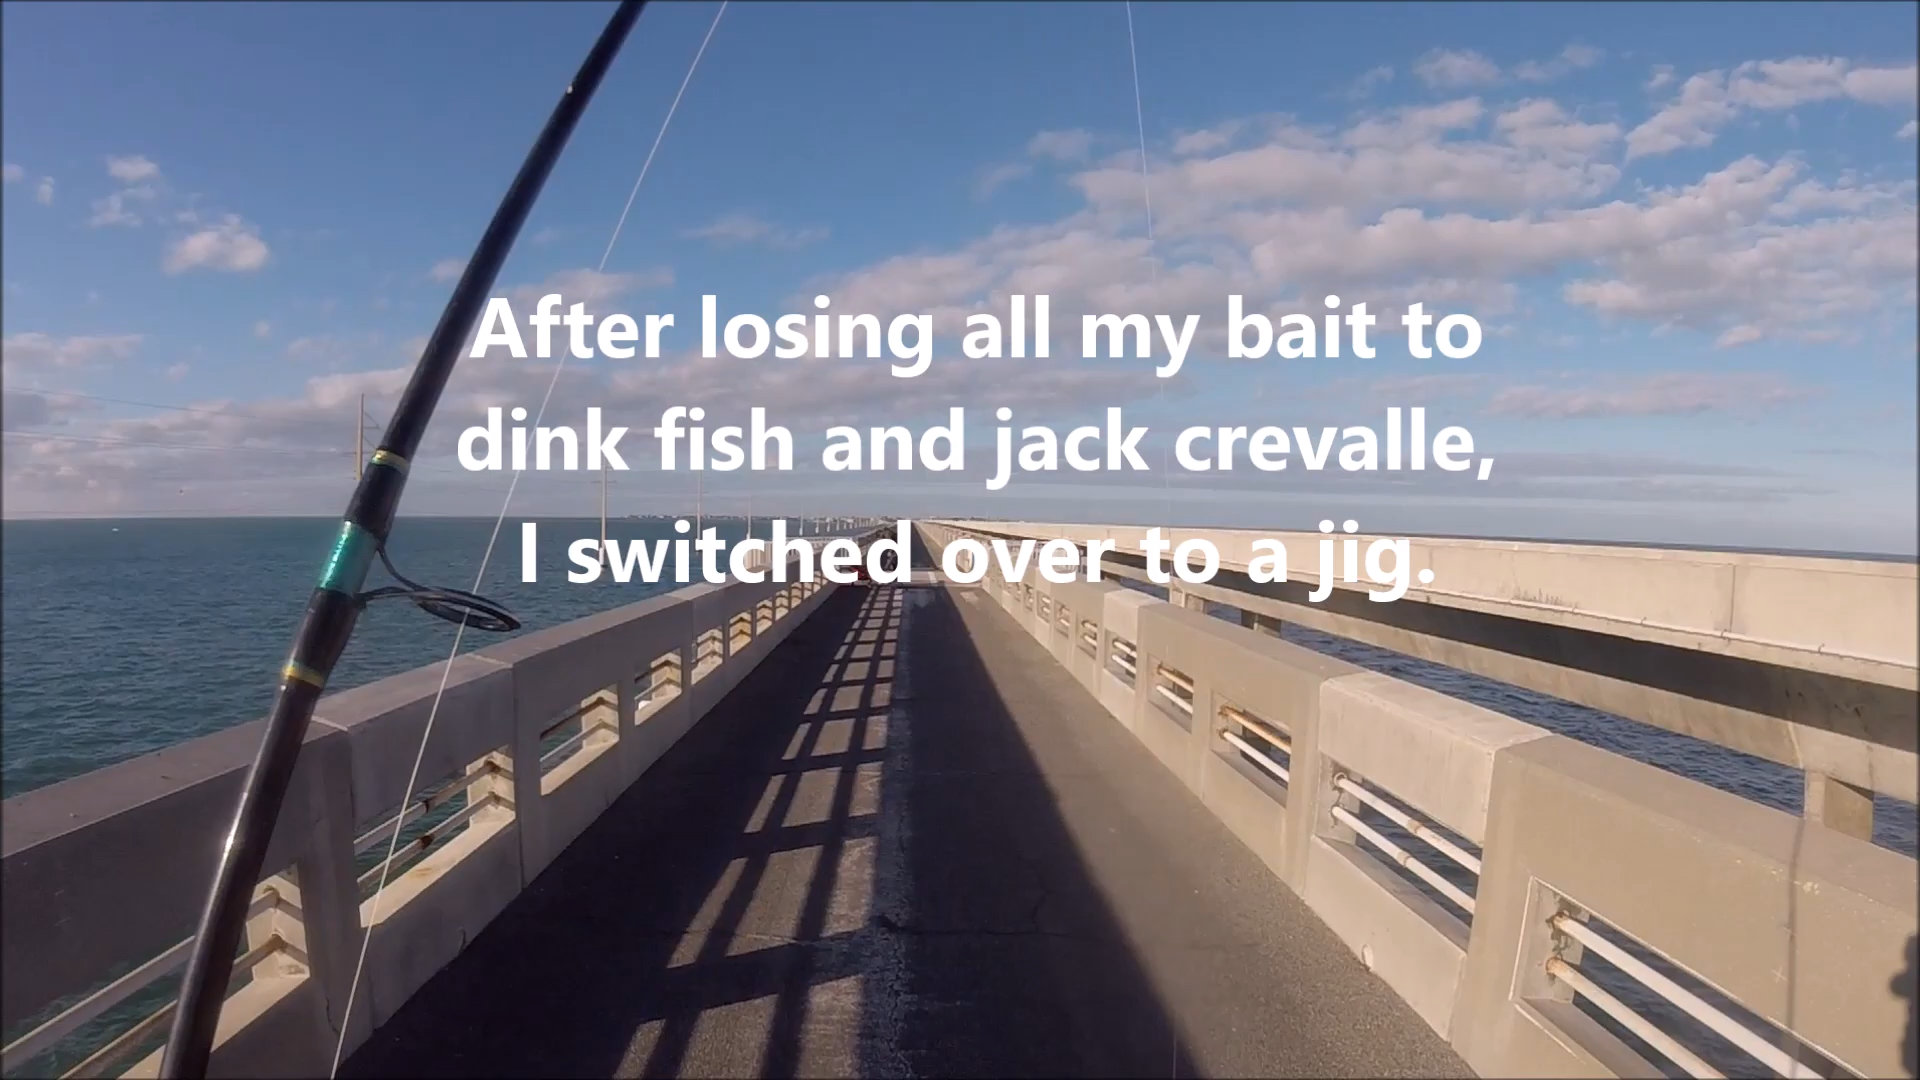 After losing all my bait to
dink fish and jack crevalle,
I switched over to a jig.